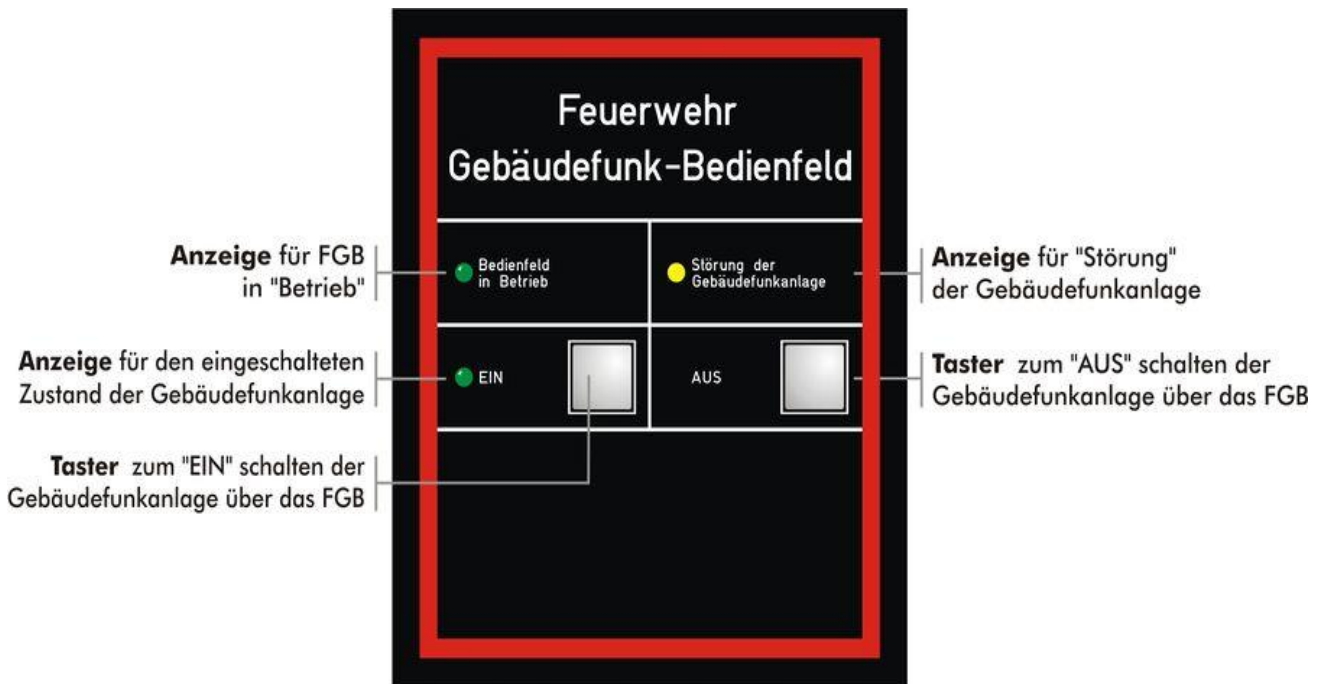 Feuerwehr
Gebäudefunk-Bedienfeld
Anzeige für FGB
in "Betrieb"
Bedienfeld
in Betrieb
Störung der
Gebäudefunkanlage
Anzeige für "Störung"
der Gebäudefunkanlage
Anzeige für den eingeschalteten
Zustand der Gebäudefunkanlage
EIN
AUS
Taster zum "AUS" schalten der
Gebäudefunkanlage über das FGB
Taster zum "EIN" schalten der
Gebäudefunkanlage über das FGB